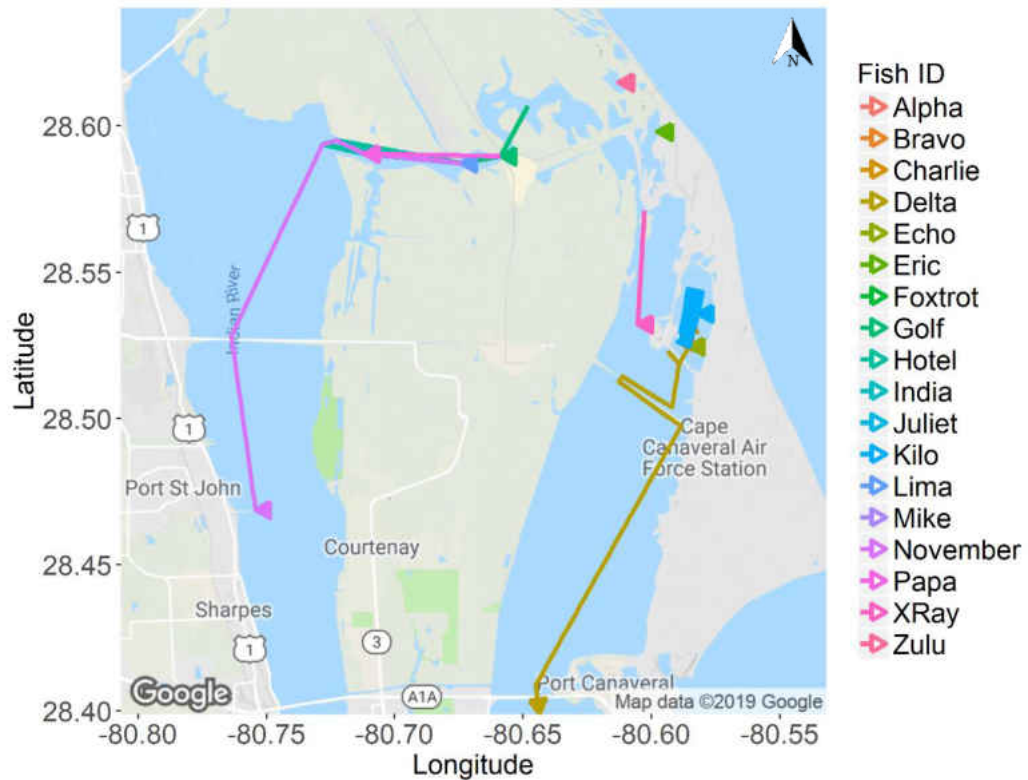 N
28.60
28.55
28.50
28.45
28.40
Latitude
1
Indian River
1
Port St John
Cape
Canaveral Air
Force Station
Courtenay
Sharpes
1
3
A1A
Port Canaveral
Google
Map data ©2019 Google
-80.80
-80.75
-80.70
-80.65
-80.60
-80.55
Longitude
Fish ID
Alpha
Bravo
Charlie
Delta
Echo
Eric
Foxtrot
Golf
Hotel
India
Juliet
Kilo
Lima
Mike
November
Papa
XRay
Zulu